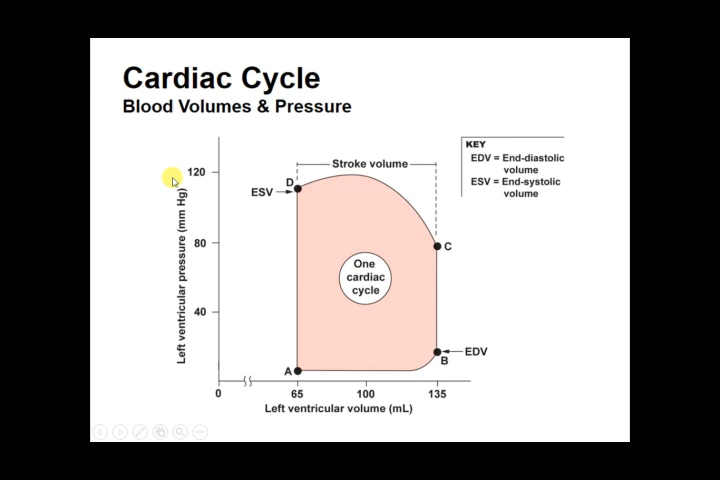 Cardiac Cycle
Blood Volumes & Pressure
KEY
EDV = End-diastolic
volume
ESV = End-systolic
volume
Stroke volume
120
D
ESV
80
C
One
cardiac
cycle
40
EDV
B
A
0
65
100
135
Left ventricular pressure (mm Hg)
Left ventricular volume (mL)